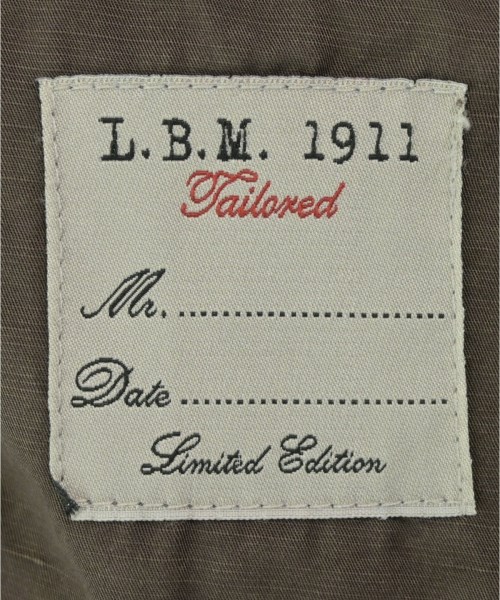 L.B.M. 1911
Tailored
Mr. ..............................
Date ..............................
Limited Edition